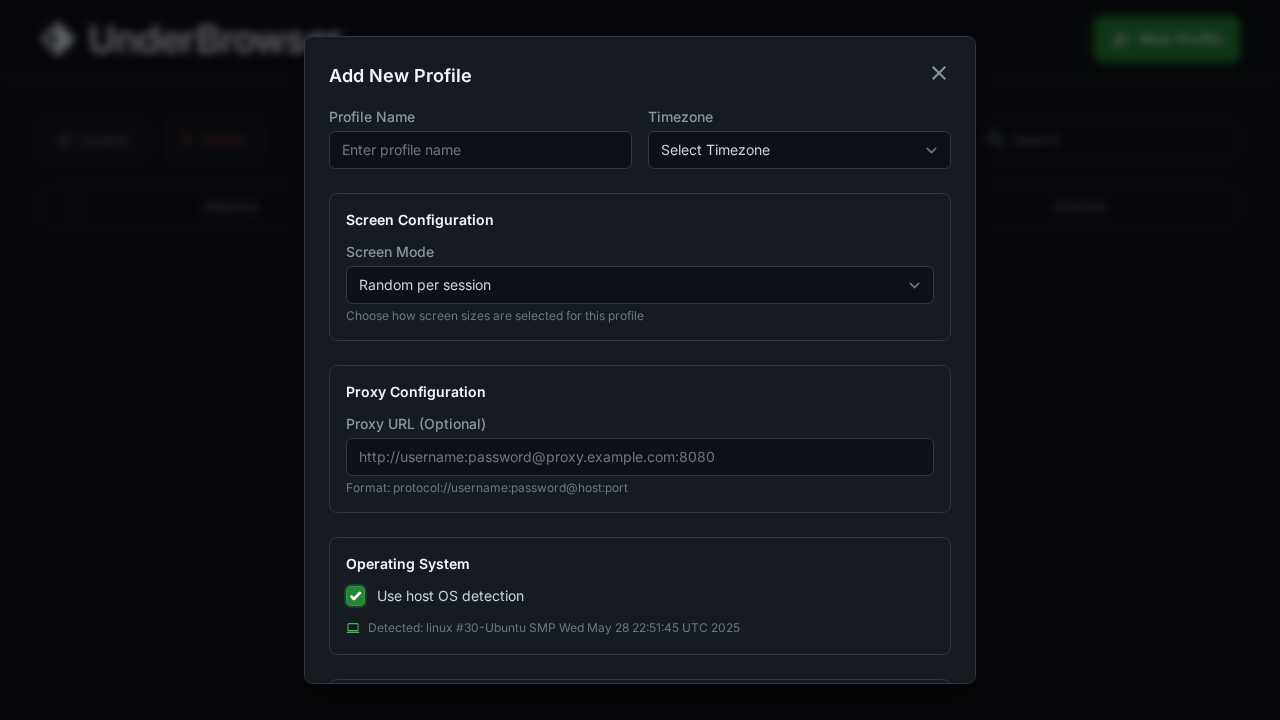 UnderBrowser
New Profile
Add New Profile
Profile Name
Timezone
Enter profile name
Select Timezone
Search
Screen Configuration
Screen Mode
Random per session
Choose how screen sizes are selected for this profile
Proxy Configuration
Proxy URL (Optional)
http://username:password@proxy.example.com:8080
Format: protocol://username:password@host:port
Operating System
Use host OS detection
Detected: linux #30-Ubuntu SMP Wed May 28 22:51:45 UTC 2025